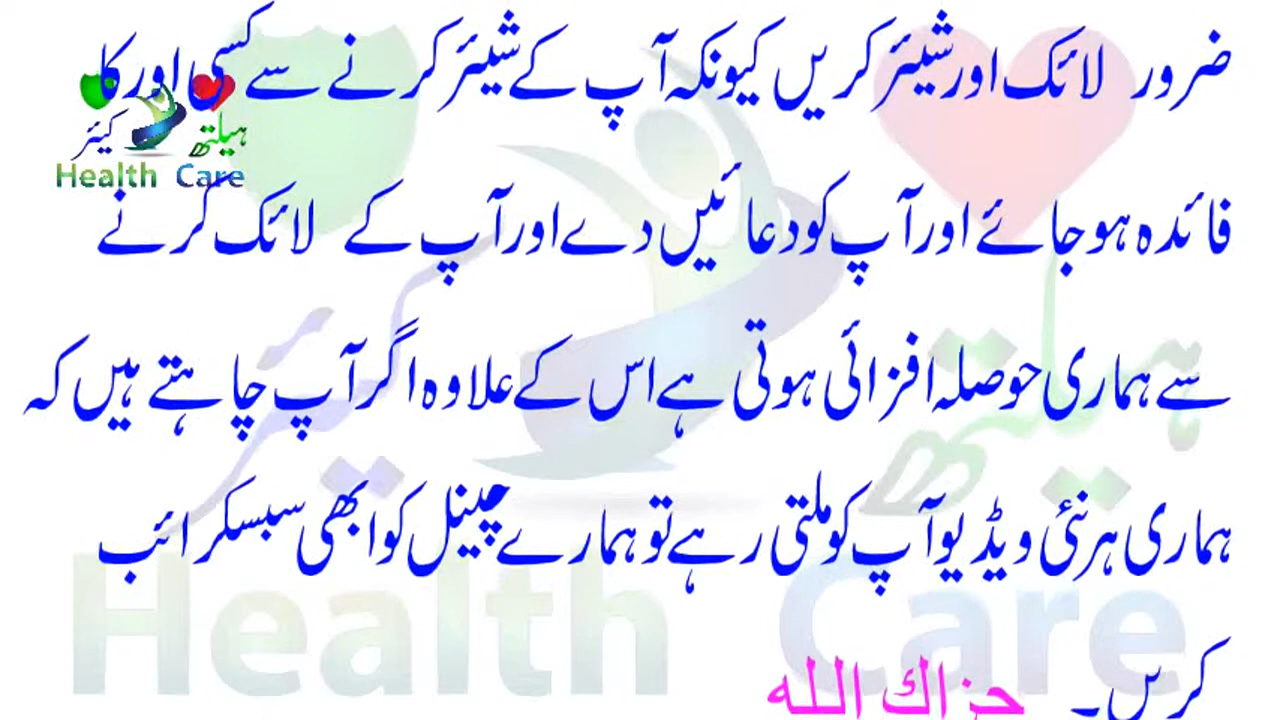 ضرور لائک اور شیئر کریں کیونکہ آپ کے شیئر کرنے سے کسی اور کا
فائدہ ہو جائے اور آپ کو دعائیں دے اور آپ کے لائک کرنے
سے ہماری حوصلہ افزائی ہوتی ہے اس کے علاوہ اگر آپ چاہتے ہیں کہ
ہماری ہر نئی ویڈیو آپ کو ملتی رہے تو ہمارے چینل کو ابھی سبسکرائب
کریں۔ جزاك الله
ہیلتھ کیئر
Health Care
ہیلتھ کیئر
Health Care